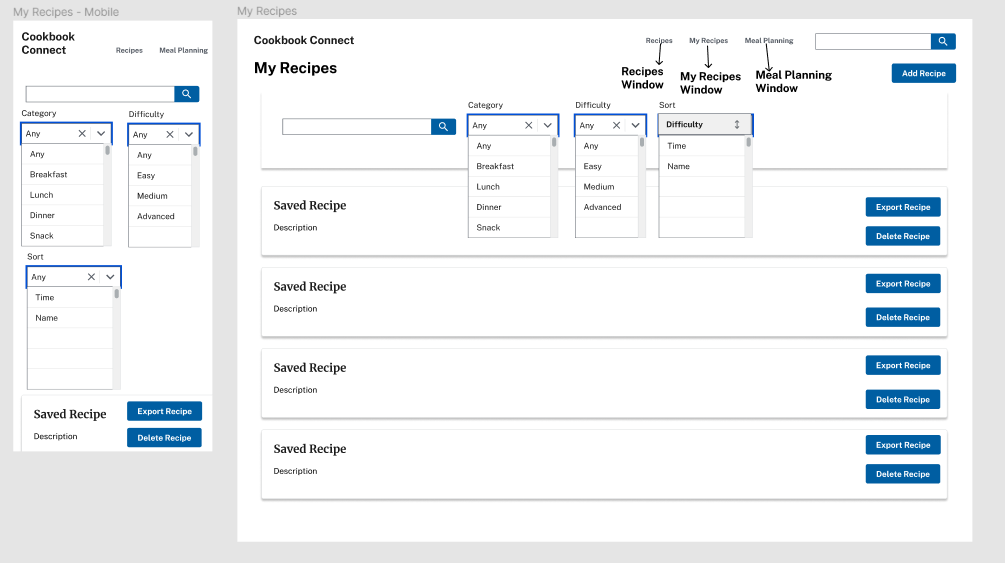 My Recipes - Mobile
Cookbook
Connect
Recipes
Meal Planning
Category
Difficulty
Any
Any
Any
Breakfast
Lunch
Dinner
Snack
Any
Easy
Medium
Advanced
Sort
Any
Time
Name
Saved Recipe
Description
Export Recipe
Delete Recipe
My Recipes
Cookbook Connect
Recipes
My Recipes
Meal Planning
Recipes
Window
My Recipes
Window
Meal Planning
Window
My Recipes
Add Recipe
Category
Difficulty
Sort
Any
Any
Difficulty
Any
Breakfast
Lunch
Dinner
Snack
Any
Easy
Medium
Advanced
Time
Name
Saved Recipe
Description
Export Recipe
Delete Recipe
Saved Recipe
Description
Export Recipe
Delete Recipe
Saved Recipe
Description
Export Recipe
Delete Recipe
Saved Recipe
Description
Export Recipe
Delete Recipe